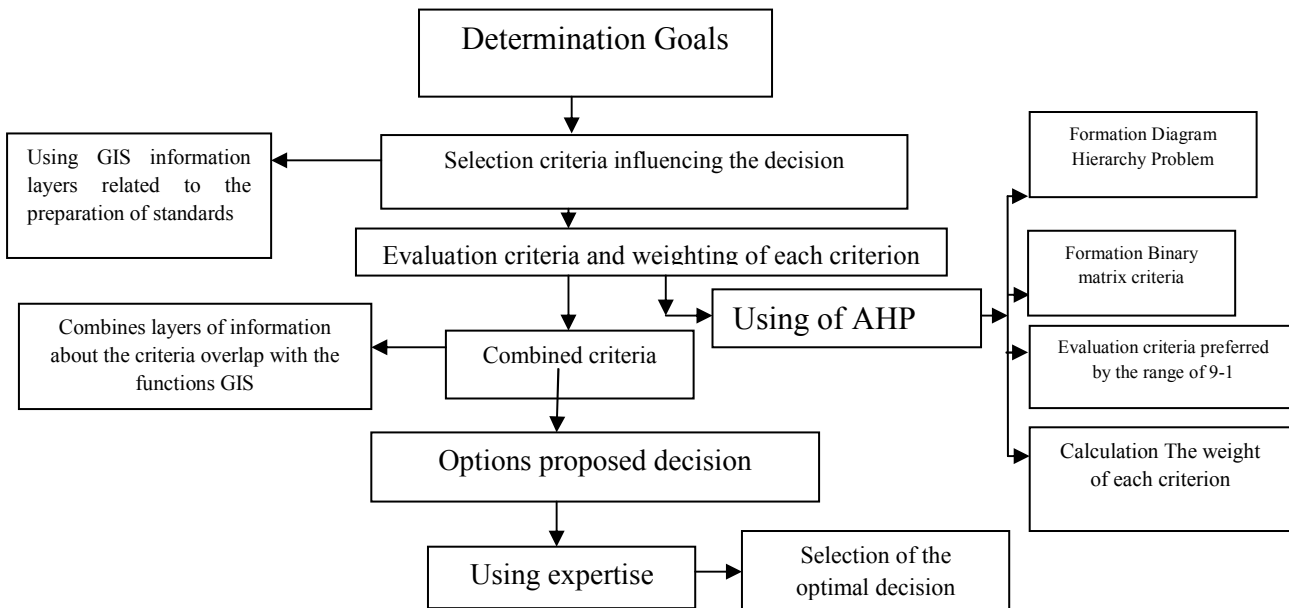 Determination Goals
Selection criteria influencing the decision
Using GIS information
layers related to the
preparation of standards
Evaluation criteria and weighting of each criterion
Using of AHP
Formation Diagram
Hierarchy Problem
Formation Binary
matrix criteria
Evaluation criteria preferred
by the range of 9-1
Calculation The weight
of each criterion
Combines layers of information
about the criteria overlap with the
functions GIS
Combined criteria
Options proposed decision
Using expertise
Selection of the
optimal decision